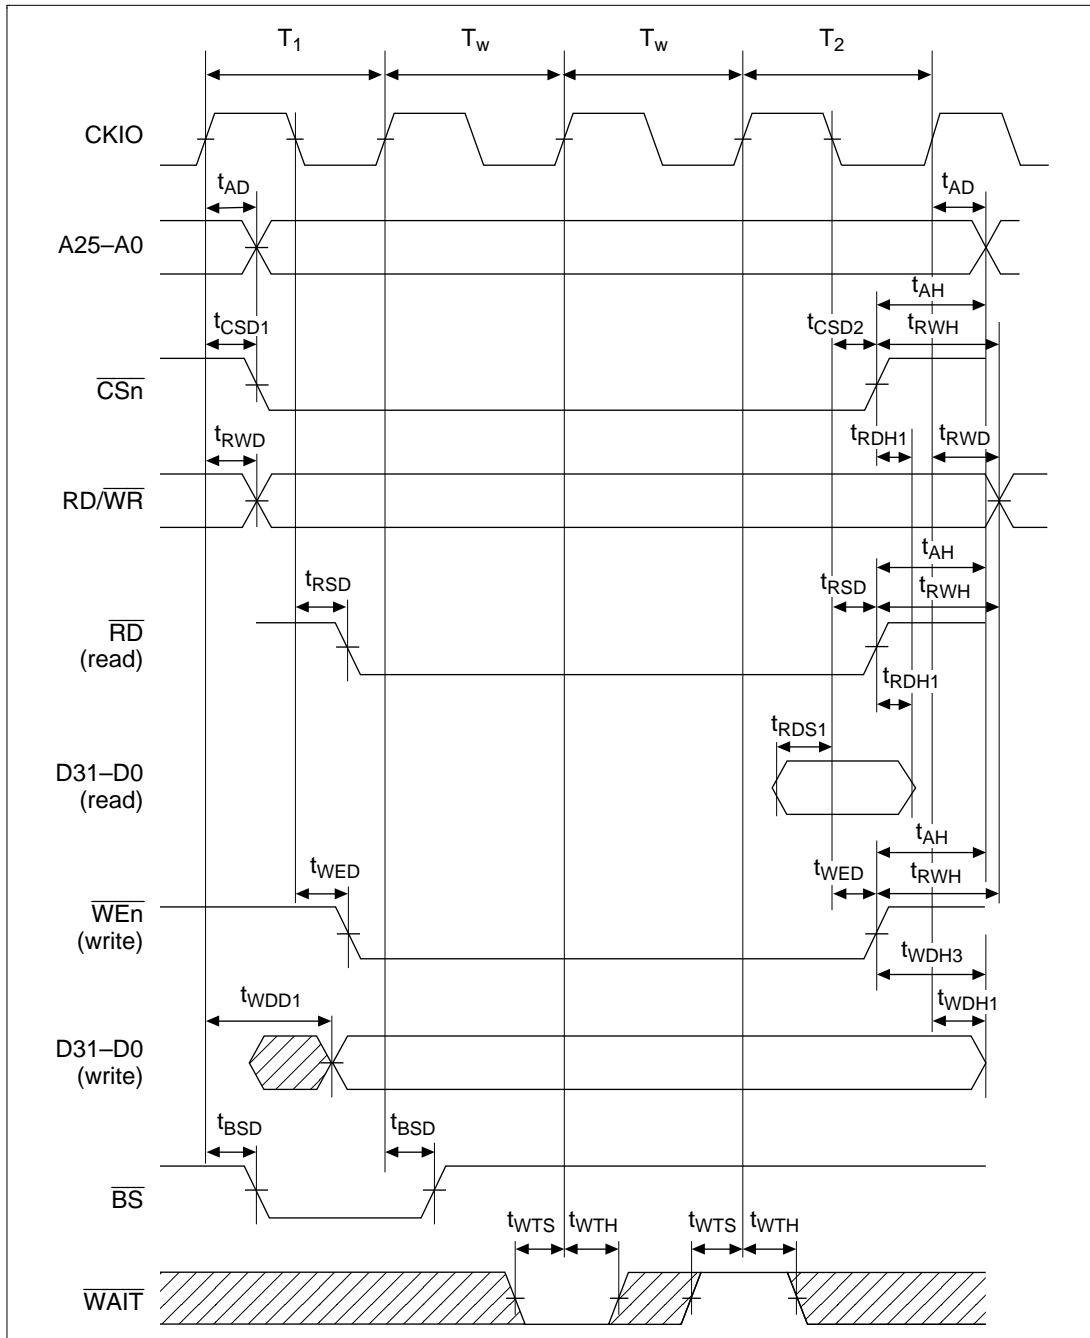 T1 Tw Tw T2
CKIO
tAD tAD
A25–A0
tAH
tCSD1 tCSD2 tRWH
CSn
tRWD tRDH1 tRWD
RD/WR
tAH
tRSD tRSD tRWH
RD
(read)
tRDH1
tRDS1
D31–D0
(read)
tAH
tWED tWED tRWH
WEn
(write)
tWDH3
tWDD1 tWDH1
D31–D0
(write)
tBSD tBSD
BS
tWTS tWTH tWTS tWTH
WAIT